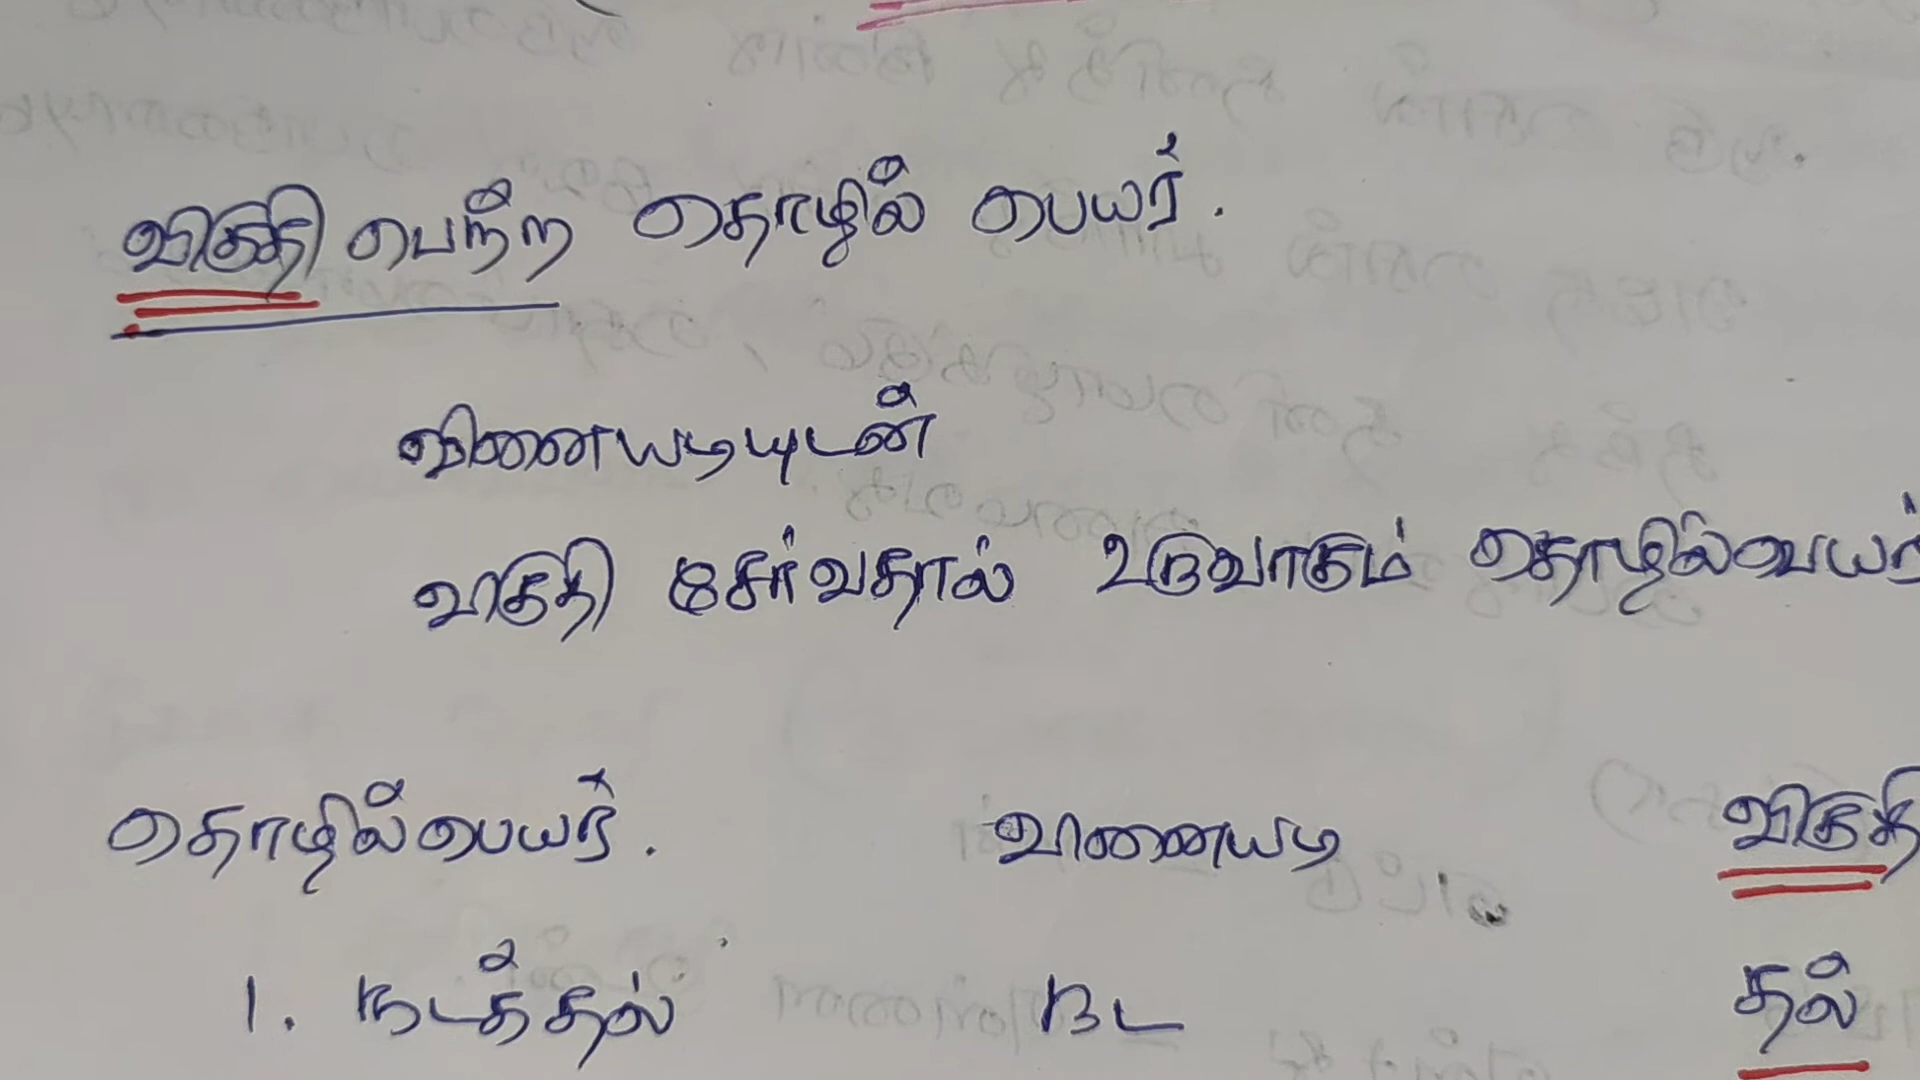 விகுதி பெற்ற தொழில் பெயர்.
வினையடியுடன்
விகுதி சேர்வதால் உருவாகும் தொழில்பெயர்
தொழில்பெயர். வினையடி விகுதி
1. நடத்தல் நட தல்